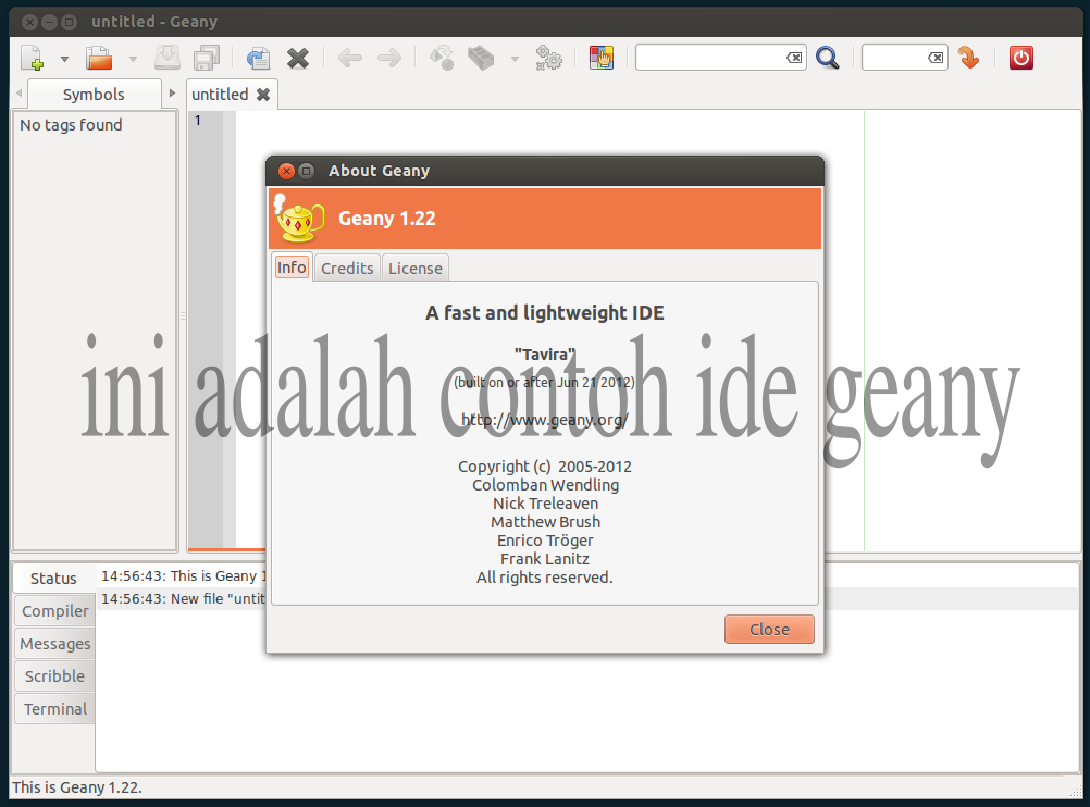 untitled - Geany
Symbols
untitled
No tags found
1
About Geany
Geany 1.22
Info Credits License
A fast and lightweight IDE
"Tavira"
(built on or after Jun 21 2012)
ini adalah contoh ide geany
http://www.geany.org/
Copyright (c) 2005-2012
Colomban Wendling
Nick Treleaven
Matthew Brush
Enrico Tröger
Frank Lanitz
All rights reserved.
Close
Status
Compiler
Messages
Scribble
Terminal
14:56:43: This is Geany
14:56:43: New file
This is Geany 1.22.